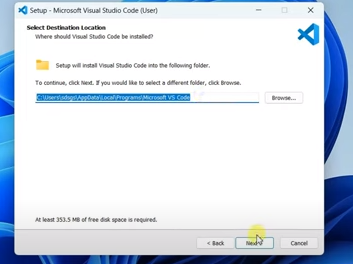 Setup - Microsoft Visual Studio Code (User)
Select Destination Location
Where should Visual Studio Code be installed?
Setup will install Visual Studio Code into the following folder.
To continue, click Next. If you would like to select a different folder, click Browse.
C:\Users\sdsgs\AppData\Local\Programs\Microsoft VS Code
Browse...
At least 353.5 MB of free disk space is required.
< Back
Next >
Cancel